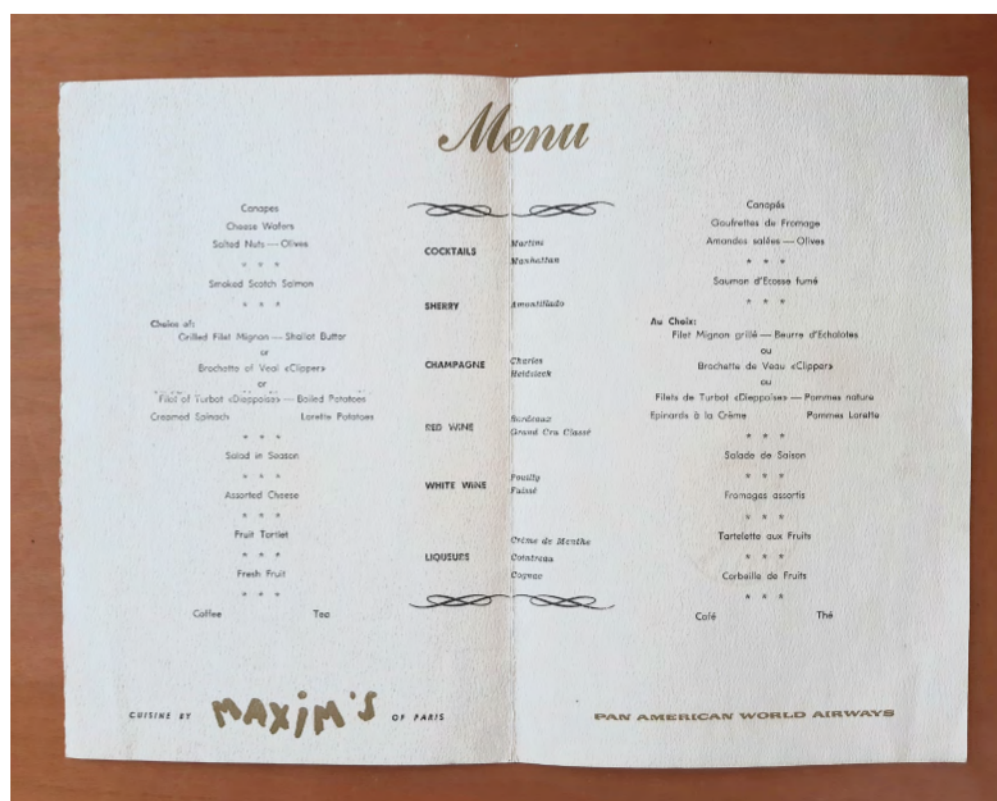 Menu
Canapes
Cheese Wafers
Salted Nuts — Olives
* * *
Smoked Scotch Salmon
* * *
Choice of:
Grilled Filet Mignon — Shallot Butter
or
Brochette of Veal «Clipper»
or
Filet of Turbot «Dieppoise» — Boiled Potatoes
Creamed Spinach Lorette Potatoes
* * *
Salad in Season
* * *
Assorted Cheese
* * *
Fruit Tartlet
* * *
Fresh Fruit
* * *
Coffee Tea
CUISINE BY MAXIM'S OF PARIS
COCKTAILS Martini
Manhattan
SHERRY Amontillado
CHAMPAGNE Charles
Heidsieck
RED WINE Bordeaux
Grand Cru Classé
WHITE WINE Pouilly
Fuissé
LIQUEURS Crème de Menthe
Cointreau
Cognac
Canapés
Gaufrettes de Fromage
Amandes salées — Olives
* * *
Saumon d'Ecosse fumé
* * *
Au Choix:
Filet Mignon grillé — Beurre d'Echalotes
ou
Brochette de Veau «Clipper»
ou
Filets de Turbot «Dieppoise» — Pommes nature
Epinards à la Crème Pommes Lorette
* * *
Salade de Saison
* * *
Fromages assortis
* * *
Tartelette aux Fruits
* * *
Corbeille de Fruits
* * *
Café Thé
PAN AMERICAN WORLD AIRWAYS